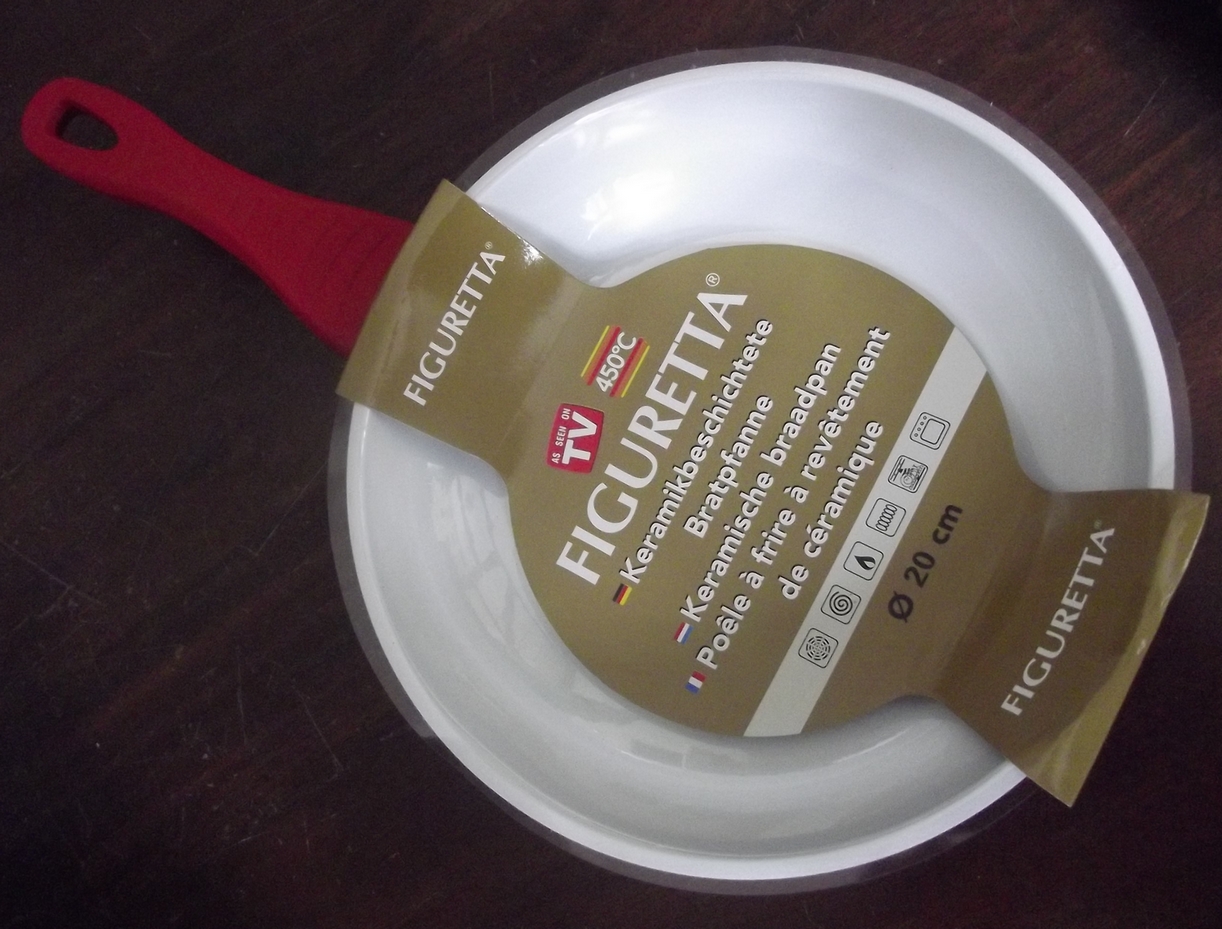 FIGURETTA®
AS SEEN ON
TV
450°C
FIGURETTA®
Keramikbeschichtete
Bratpfanne
Keramische braadpan
Poêle à frire à revêtement
de céramique
Ø 20 cm
FIGURETTA®